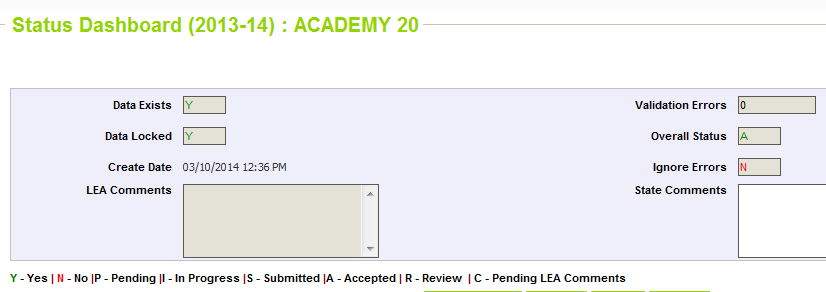 Status Dashboard (2013-14) : ACADEMY 20
Data Exists Y Validation Errors 0
Data Locked Y Overall Status A
Create Date 03/10/2014 12:36 PM Ignore Errors N
LEA Comments State Comments
Y - Yes | N - No |P - Pending |I - In Progress |S - Submitted |A - Accepted | R - Review | C - Pending LEA Comments